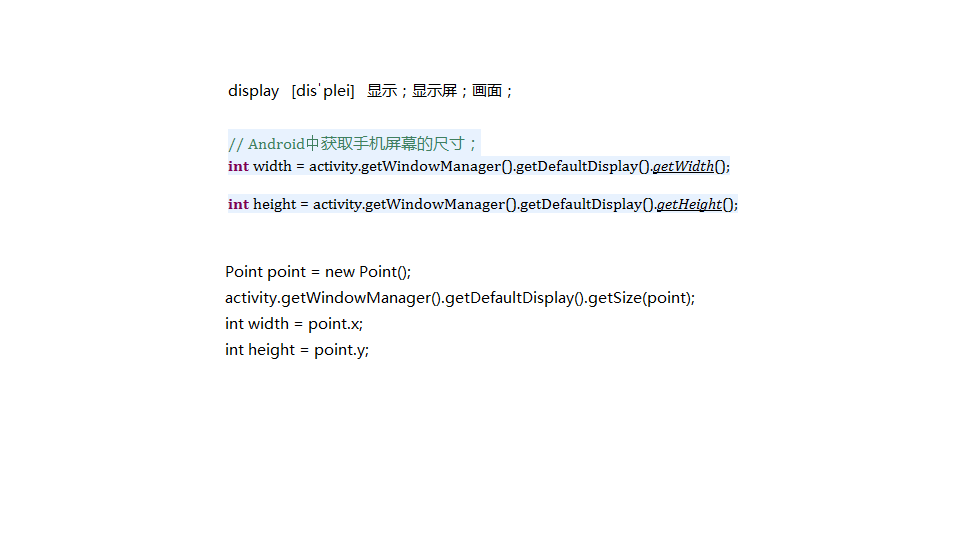 display [dis'plei] 显示；显示屏；画面；
// Android中获取手机屏幕的尺寸；
int width = activity.getWindowManager().getDefaultDisplay().getWidth();
int height = activity.getWindowManager().getDefaultDisplay().getHeight();
Point point = new Point();
activity.getWindowManager().getDefaultDisplay().getSize(point);
int width = point.x;
int height = point.y;